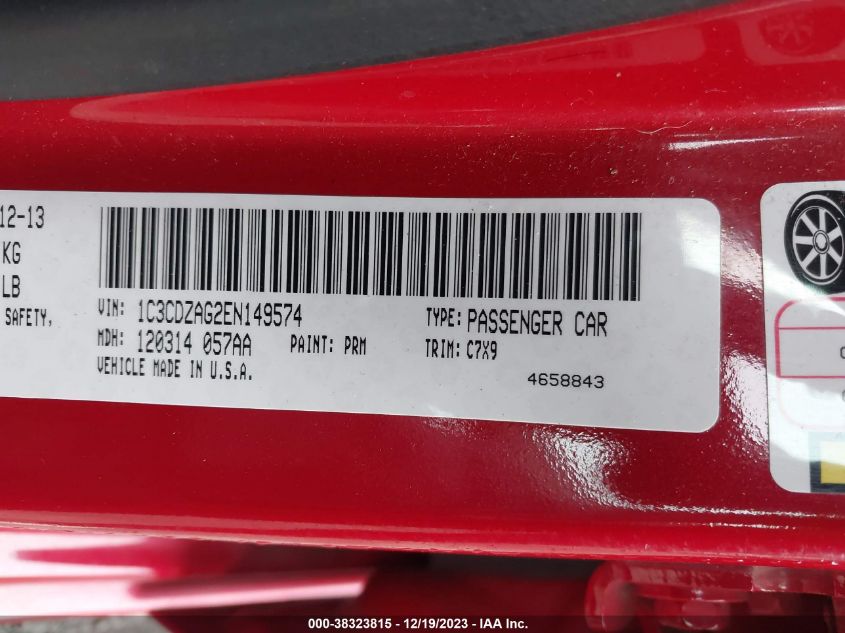 12-13
KG
LB
SAFETY,
VIN: 1C3CDZAG2EN149574 TYPE: PASSENGER CAR
MDH: 120314 057AA PAINT: PRM TRIM: C7X9
VEHICLE MADE IN U.S.A. 4658843
000-38323815 - 12/19/2023 - IAA Inc.